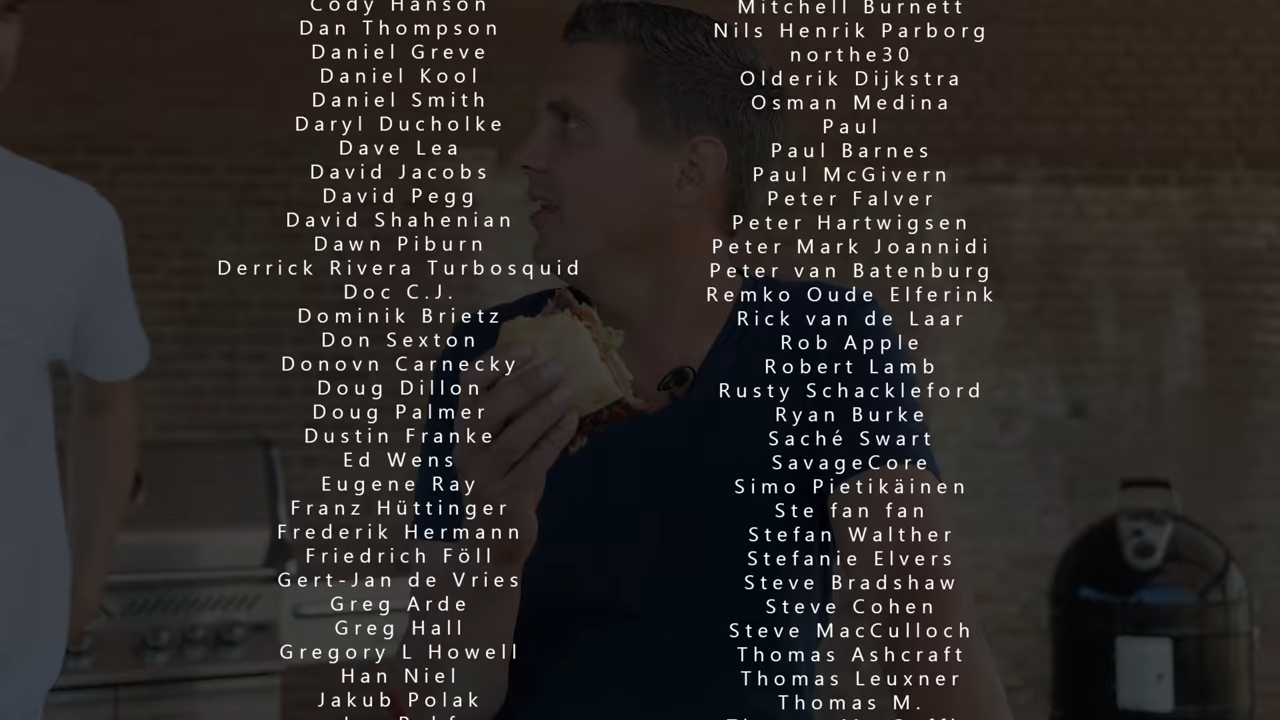 Cody Hanson
Dan Thompson
Daniel Greve
Daniel Kool
Daniel Smith
Daryl Ducholke
Dave Lea
David Jacobs
David Pegg
David Shahenian
Dawn Piburn
Derrick Rivera Turbosquid
Doc C.J.
Dominik Brietz
Don Sexton
Donovn Carnecky
Doug Dillon
Doug Palmer
Dustin Franke
Ed Wens
Eugene Ray
Franz Hüttinger
Frederik Hermann
Friedrich Föll
Gert-Jan de Vries
Greg Arde
Greg Hall
Gregory L Howell
Han Niel
Jakub Polak
Mitchell Burnett
Nils Henrik Parborg
northe30
Olderik Dijkstra
Osman Medina
Paul
Paul Barnes
Paul McGivern
Peter Falver
Peter Hartwigsen
Peter Mark Joannidi
Peter van Batenburg
Remko Oude Elferink
Rick van de Laar
Rob Apple
Robert Lamb
Rusty Schackleford
Ryan Burke
Saché Swart
SavageCore
Simo Pietikäinen
Ste fan fan
Stefan Walther
Stefanie Elvers
Steve Bradshaw
Steve Cohen
Steve MacCulloch
Thomas Ashcraft
Thomas Leuxner
Thomas M.